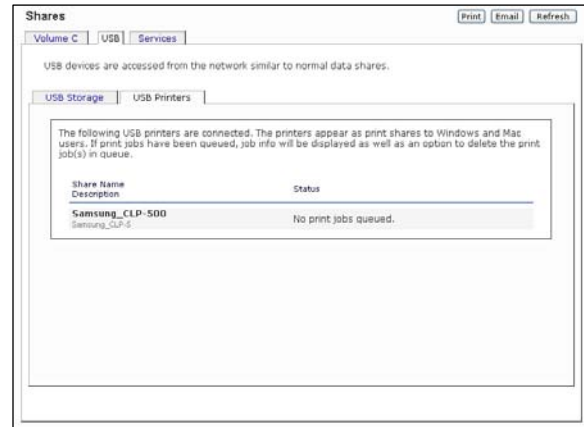 Shares
Print Email Refresh
Volume C USB Services
USB devices are accessed from the network similar to normal data shares.
USB Storage USB Printers
The following USB printers are connected. The printers appear as print shares to Windows and Mac
users. If print jobs have been queued, job info will be displayed as well as an option to delete the print
job(s) in queue.
Share Name
Description
Status
Samsung_CLP-500
Samsung_CLP-5
No print jobs queued.